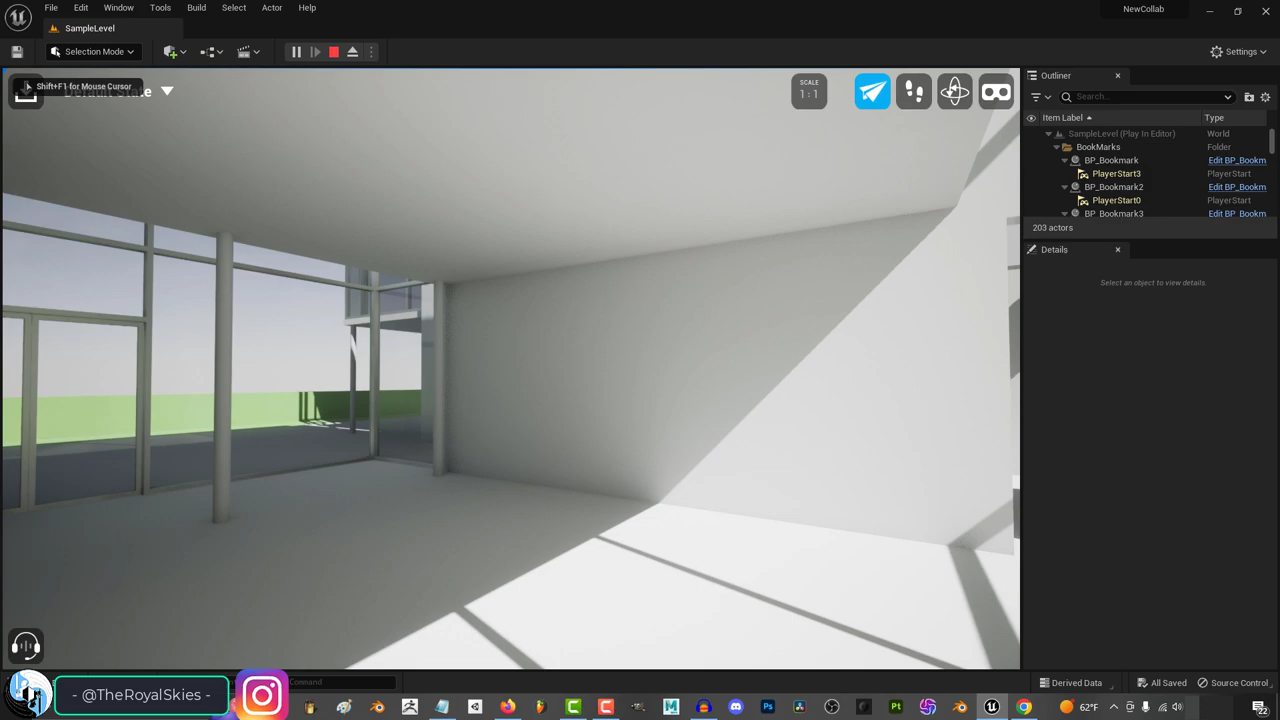 File Edit Window Tools Build Select Actor Help
NewCollab
SampleLevel
Selection Mode
Settings
Shift+F1 for Mouse Cursor
SCALE
1 : 1
Outliner
Search...
Item Label
Type
SampleLevel (Play In Editor) World
BookMarks Folder
BP_Bookmark Edit BP_Bookm
PlayerStart3 PlayerStart
BP_Bookmark2 Edit BP_Bookm
PlayerStart0 PlayerStart
BP_Bookmark3 Edit BP_Bookm
203 actors
Details
Select an object to view details.
- @TheRoyalSkies -
Command
Derived Data
All Saved
Source Control
62°F